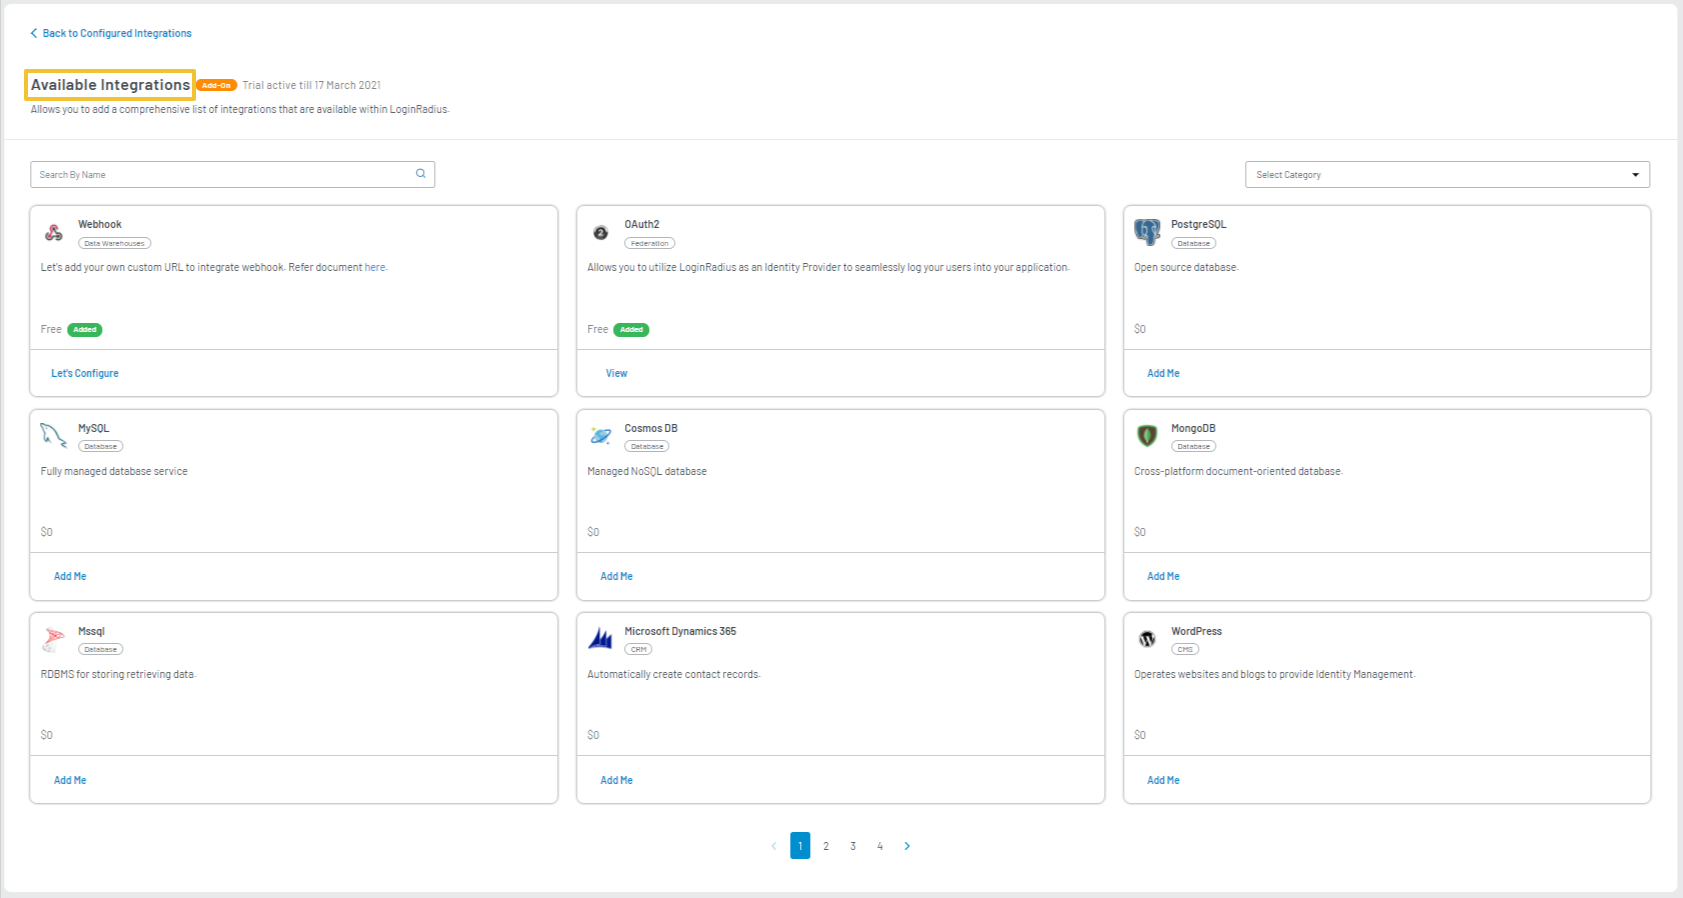 Back to Configured Integrations
Available Integrations Add-On Trial active till 17 March 2021
Allows you to add a comprehensive list of integrations that are available within LoginRadius.
Search By Name
Select Category
Webhook
Data Warehouses
Let's add your own custom URL to integrate webhook. Refer document here.
Free Added
Let's Configure
OAuth2
Federation
Allows you to utilize LoginRadius as an Identity Provider to seamlessly log your users into your application.
Free Added
View
PostgreSQL
Database
Open source database.
$0
Add Me
MySQL
Database
Fully managed database service
$0
Add Me
Cosmos DB
Database
Managed NoSQL database
$0
Add Me
MongoDB
Database
Cross-platform document-oriented database.
$0
Add Me
Mssql
Database
RDBMS for storing retrieving data.
$0
Add Me
Microsoft Dynamics 365
CRM
Automatically create contact records.
$0
Add Me
WordPress
CMS
Operates websites and blogs to provide Identity Management.
$0
Add Me
1 2 3 4